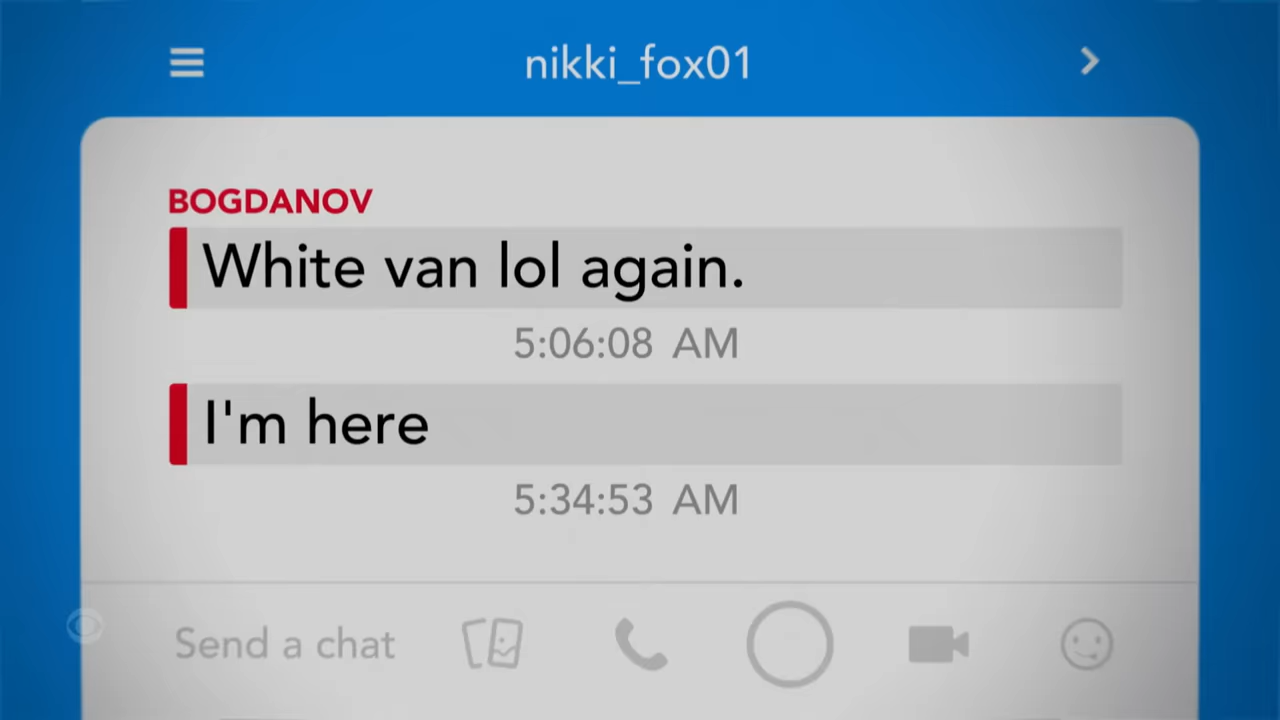 nikki_fox01
BOGDANOV
White van lol again.
5:06:08 AM
I'm here
5:34:53 AM
Send a chat